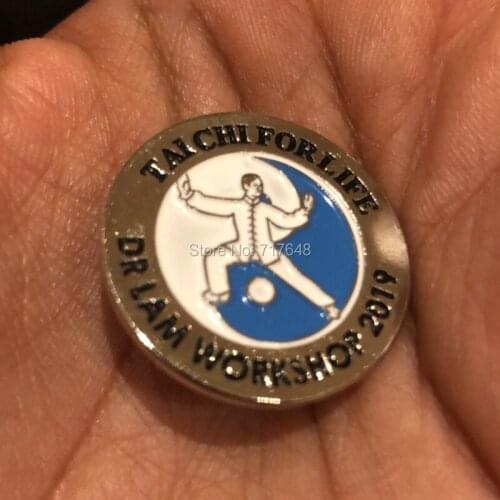 TAI CHI FOR LIFE
Store No: 717648
DR LAM WORKSHOP 2019